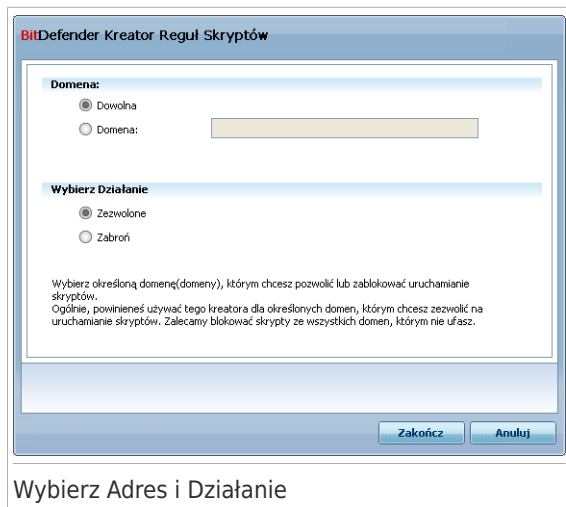 BitDefender Kreator Reguł Skryptów
Domena:
Dowolna
Domena:
Wybierz Działanie
Zezwolone
Zabroń
Wybierz określoną domenę(domeny), którym chcesz pozwolić lub zablokować uruchamianie
skryptów.
Ogólnie, powinieneś używać tego kreatora dla określonych domen, którym chcesz zezwolić na
uruchamianie skryptów. Zalecamy blokować skrypty ze wszystkich domen, którym nie ufasz.
Zakończ
Anuluj
Wybierz Adres i Działanie